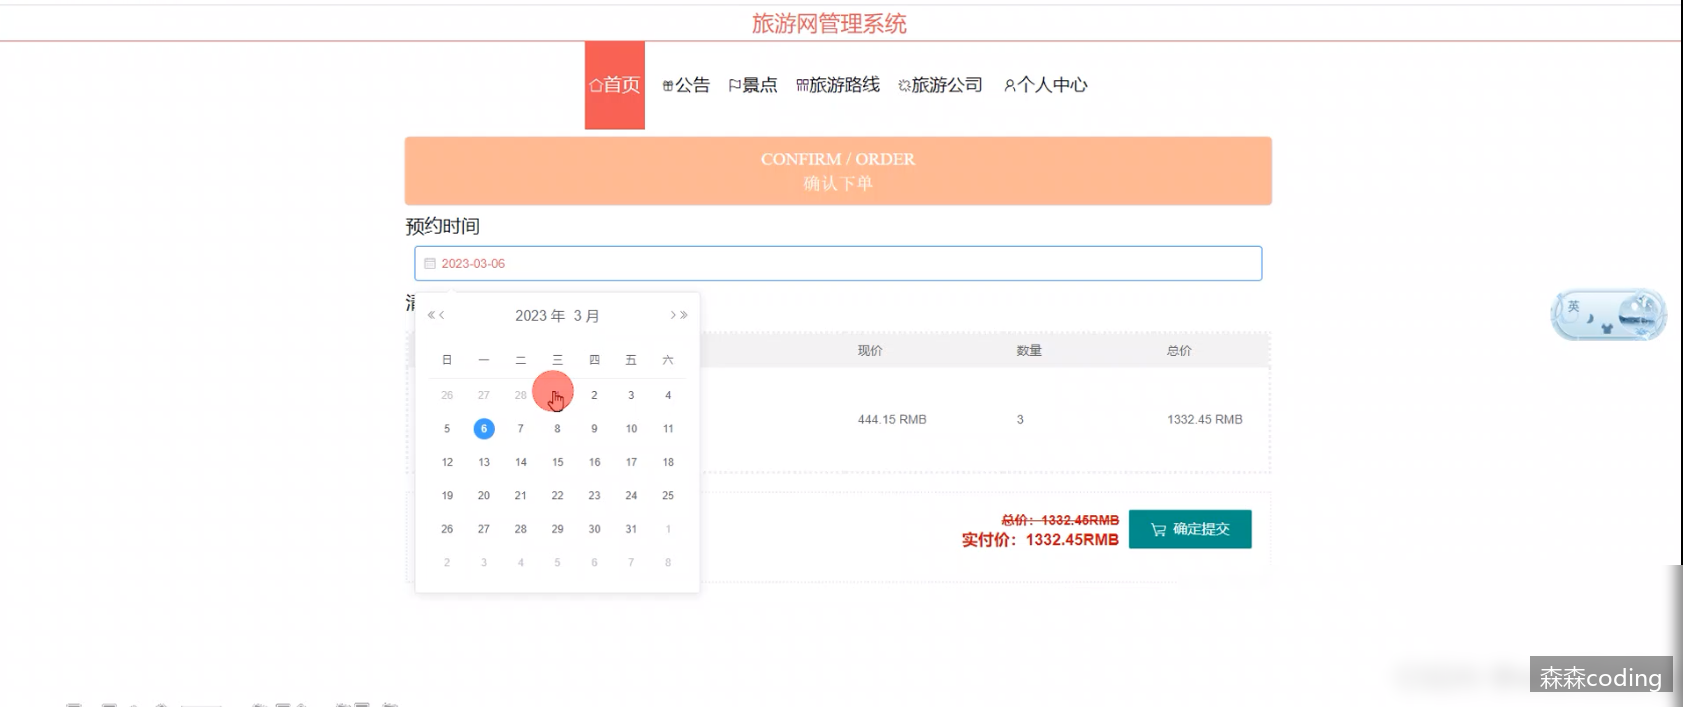 旅游网管理系统
首页 公告 景点 旅游路线 旅游公司 个人中心
CONFIRM / ORDER
确认下单
预约时间
2023-03-06
2023 年 3 月
日 一 二 三 四 五 六
26 27 28 2 3 4
5 6 7 8 9 10 11
12 13 14 15 16 17 18
19 20 21 22 23 24 25
26 27 28 29 30 31 1
2 3 4 5 6 7 8
现价 数量 总价
444.15 RMB 3 1332.45 RMB
总价：1332.45RMB
实付价：1332.45RMB
确定提交
英
森森coding